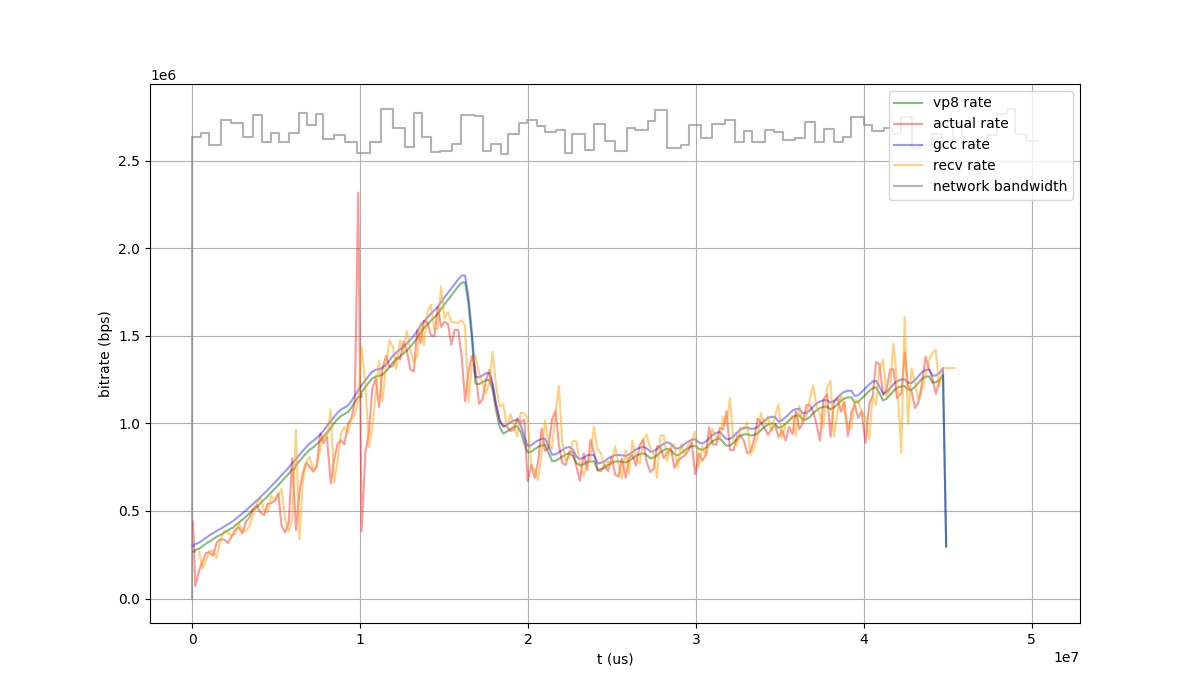 1e6
bitrate (bps)
2.5
2.0
1.5
1.0
0.5
0.0
vp8 rate
actual rate
gcc rate
recv rate
network bandwidth
0
1
2
3
4
5
t (us)
1e7